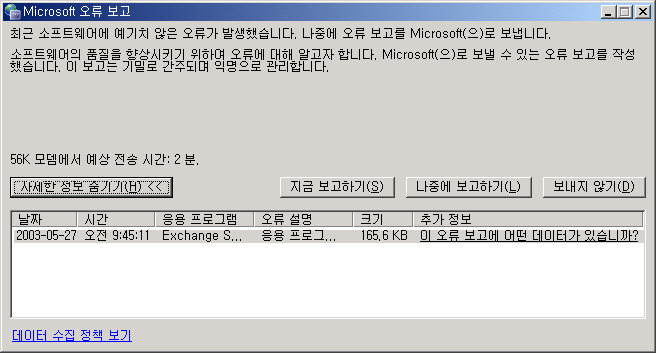 Microsoft 오류 보고
최근 소프트웨어에 예기치 않은 오류가 발생했습니다. 나중에 오류 보고를 Microsoft(으)로 보냅니다.
소프트웨어의 품질을 향상시키기 위하여 오류에 대해 알고자 합니다. Microsoft(으)로 보낼 수 있는 오류 보고를 작성
했습니다. 이 보고는 기밀로 간주되며 익명으로 관리합니다.
56K 모뎀에서 예상 전송 시간: 2 분.
자세한 정보 숨기기(H) <<
지금 보고하기(S)
나중에 보고하기(L)
보내지 않기(D)
날짜 시간 응용 프로그램 오류 설명 크기 추가 정보
2003-05-27 오전 9:45:11 Exchange S... 응용 프로그... 165.6 KB 이 오류 보고에 어떤 데이터가 있습니까?
데이터 수집 정책 보기